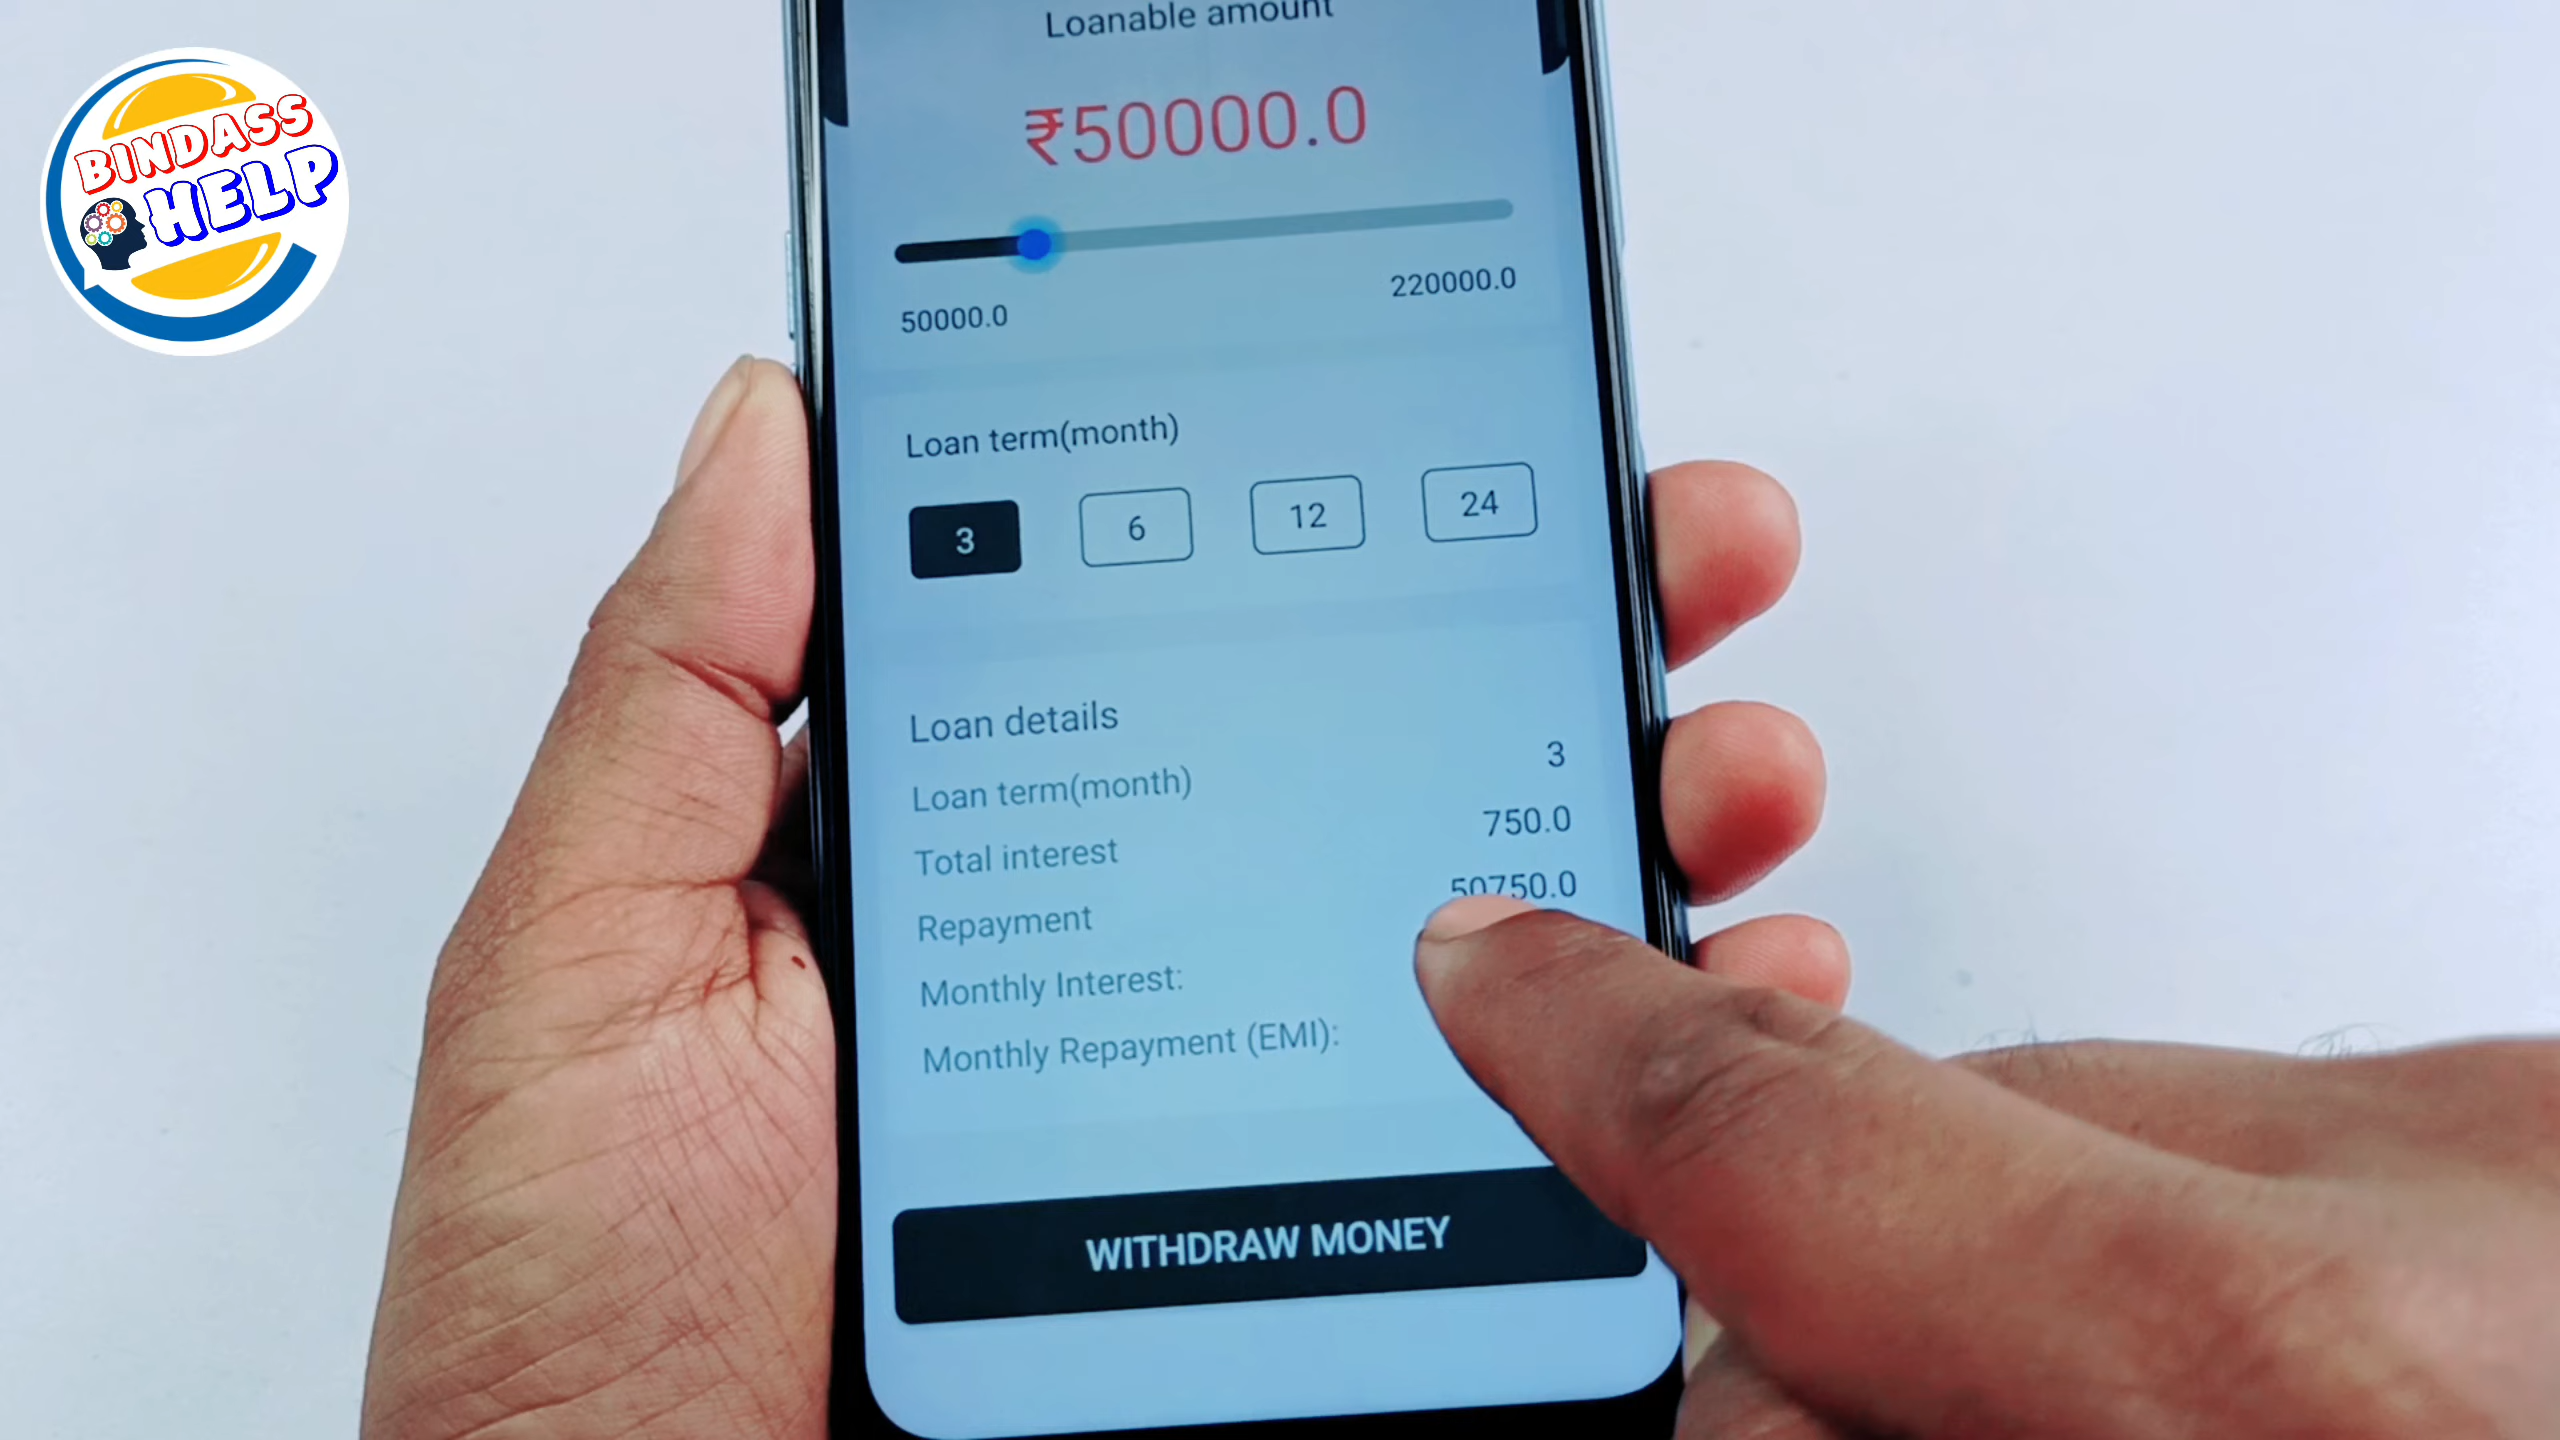 BINDASS
HELP
Loanable amount
₹50000.0
50000.0
220000.0
Loan term(month)
3
6
12
24
Loan details
Loan term(month)
3
Total interest
750.0
Repayment
50750.0
Monthly Interest:
Monthly Repayment (EMI):
WITHDRAW MONEY